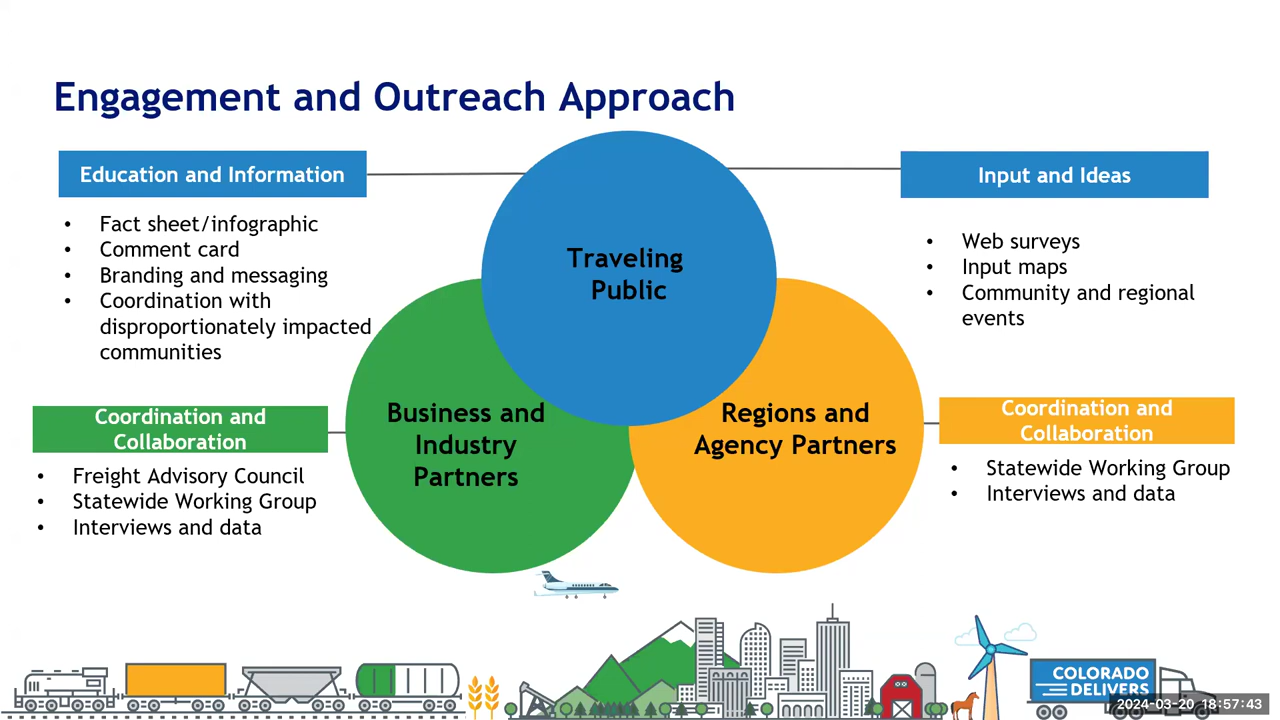 Engagement and Outreach Approach
Education and Information
• Fact sheet/infographic
• Comment card
• Branding and messaging
• Coordination with
disproportionately impacted
communities
Traveling
Public
Input and Ideas
• Web surveys
• Input maps
• Community and regional
events
Coordination and
Collaboration
• Freight Advisory Council
• Statewide Working Group
• Interviews and data
Business and
Industry
Partners
Regions and
Agency Partners
Coordination and
Collaboration
• Statewide Working Group
• Interviews and data
COLORADO
DELIVERS
2024-03-20 18:57:43